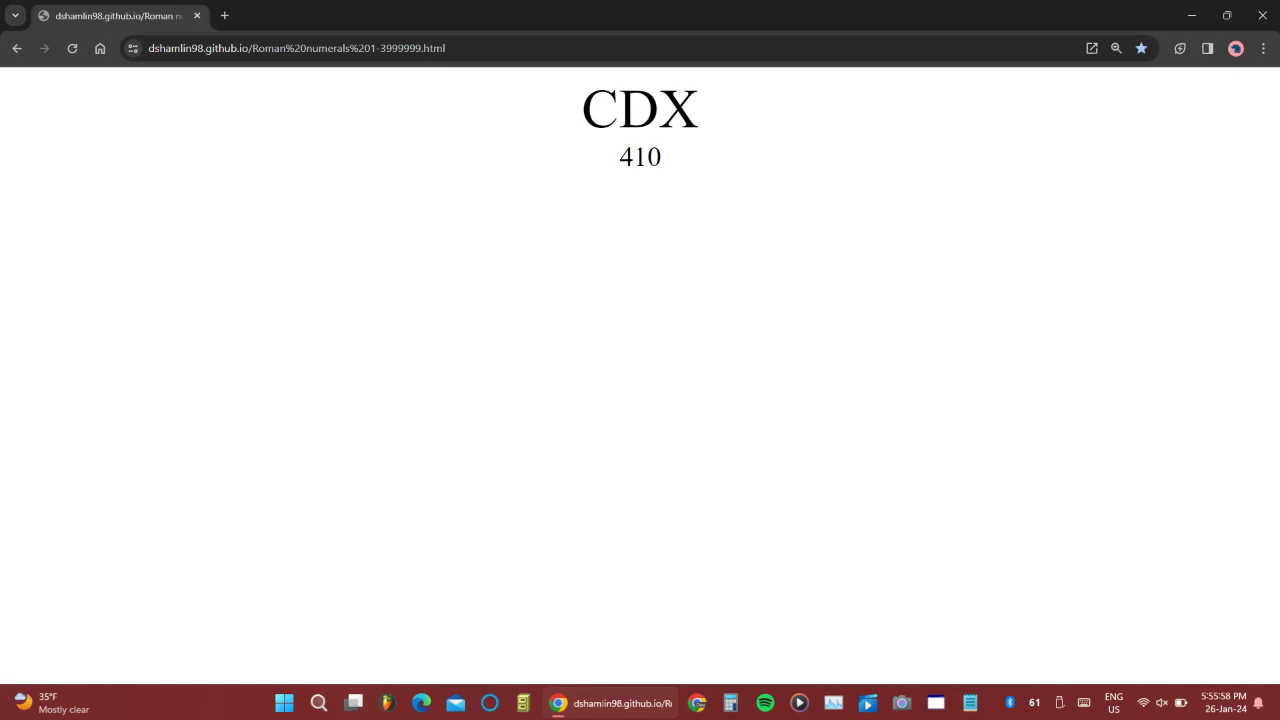 dshamlin98.github.io/Roman n
dshamlin98.github.io/Roman%20numerals%201-3999999.html
CDX
410
35°F
Mostly clear
dshamlin98.github.io/Ro
61
ENG
US
5:55:58 PM
26-Jan-24